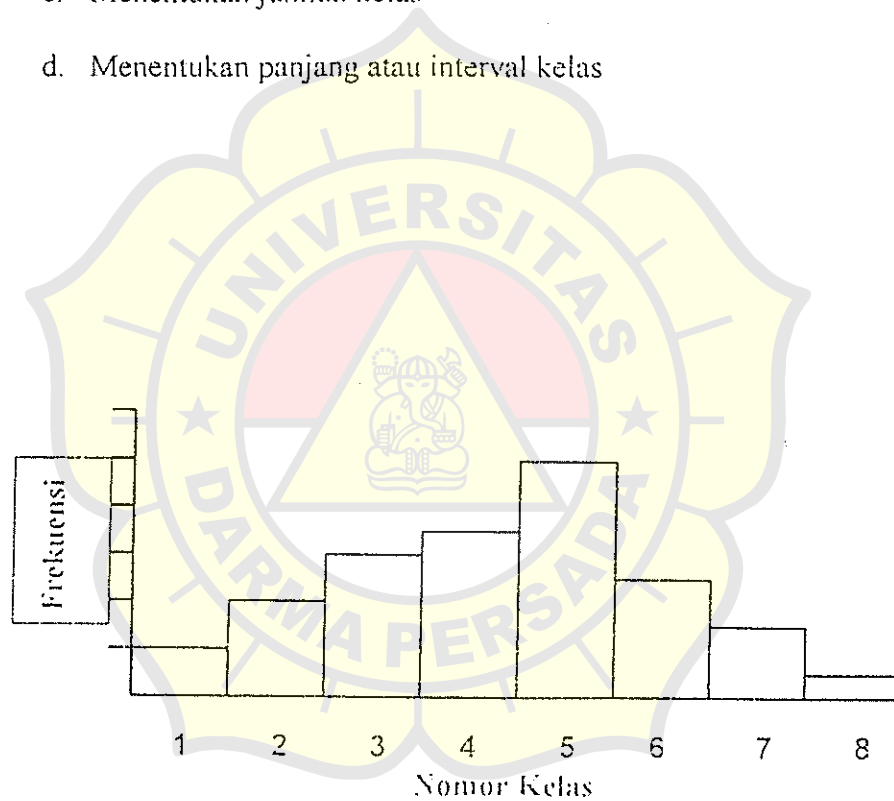 d. Menentukan panjang atau interval kelas
UNIVERSITAS
DARMA PERSADA
Frekuensi
1 2 3 4 5 6 7 8
Nomor Kelas